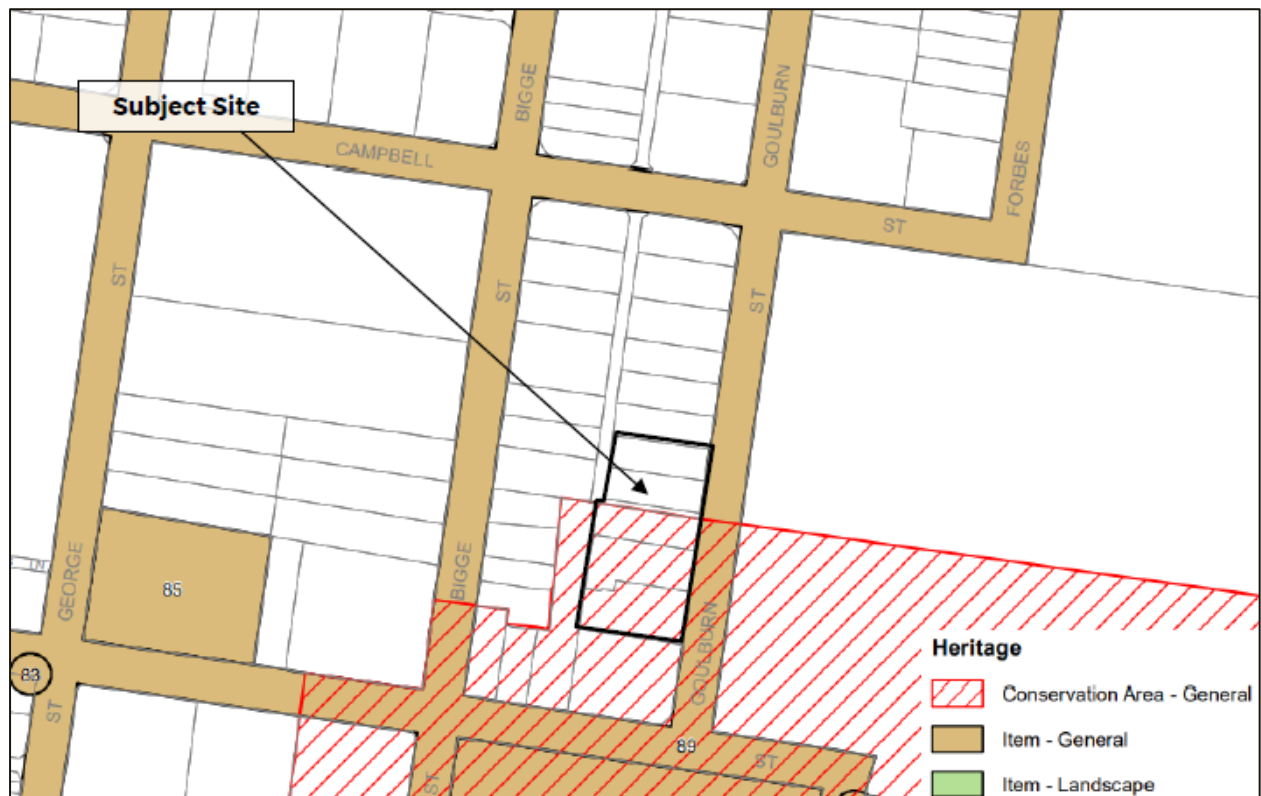 BIGGE
GOULBURN
Subject Site
CAMPBELL
FORBES
ST
ST
ST
ST
GEORGE
85
BIGGE
GOULBURN
83
ST
89
ST
ST
Heritage
Conservation Area - General
Item - General
Item - Landscape